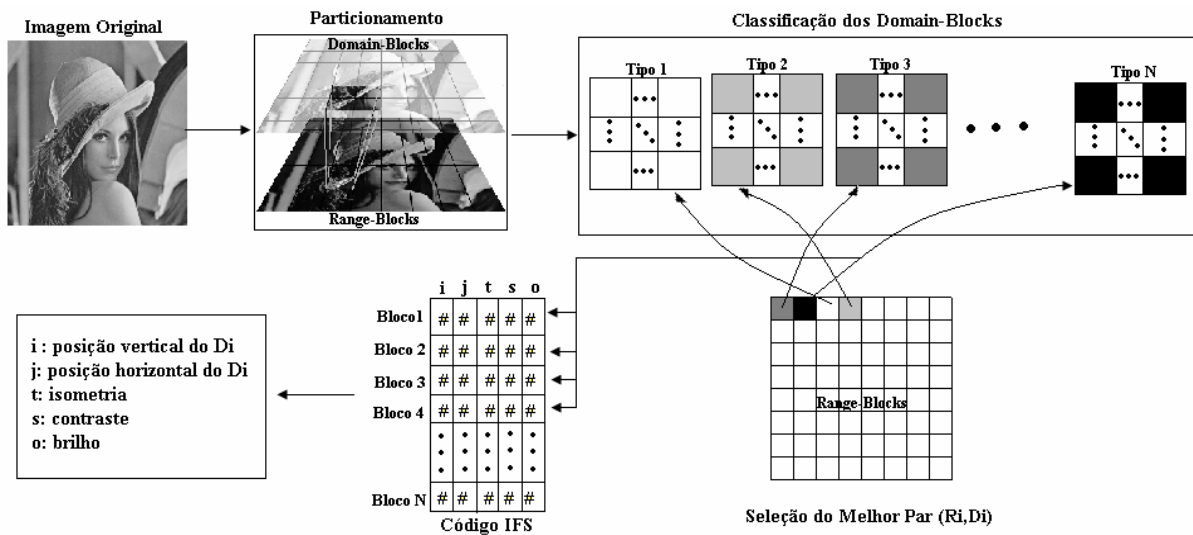 Imagem Original
Particionamento
Domain-Blocks
Range-Blocks
Classificação dos Domain-Blocks
Tipo 1
Tipo 2
Tipo 3
Tipo N
i : posição vertical do Di
j: posição horizontal do Di
t: isometria
s: contraste
o: brilho
i j t s o
Bloco1 # # # # #
Bloco 2 # # # # #
Bloco 3 # # # # #
Bloco 4 # # # # #
Bloco N # # # # #
Código IFS
Range-Blocks
Seleção do Melhor Par (Ri,Di)